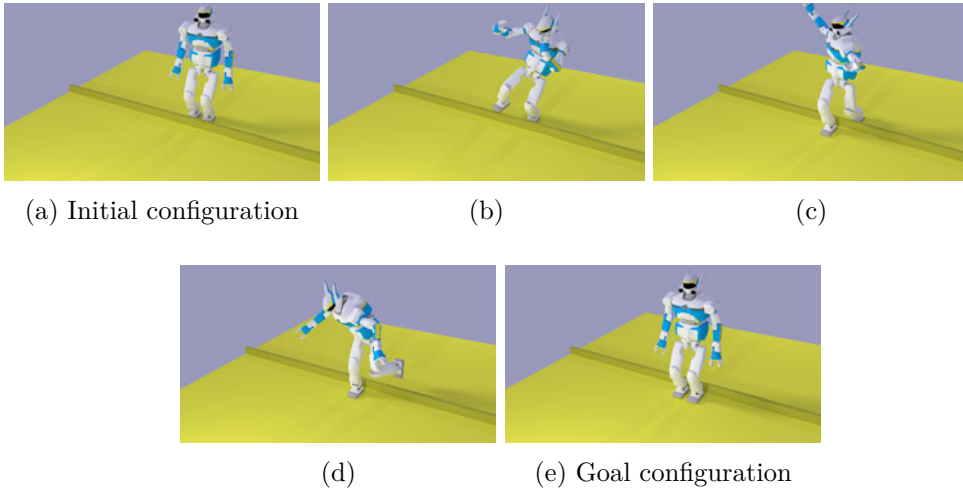 (a) Initial configuration
(b)
(c)
(d)
(e) Goal configuration